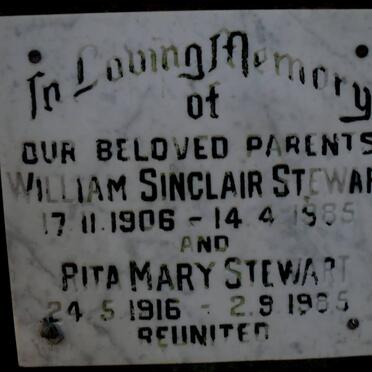 In Loving Memory
of
OUR BELOVED PARENTS
WILLIAM SINCLAIR STEWAR
17.11.1906 - 14.4.1985
AND
RITA MARY STEWART
24.5.1916 - 2.9.1985
REUNITED